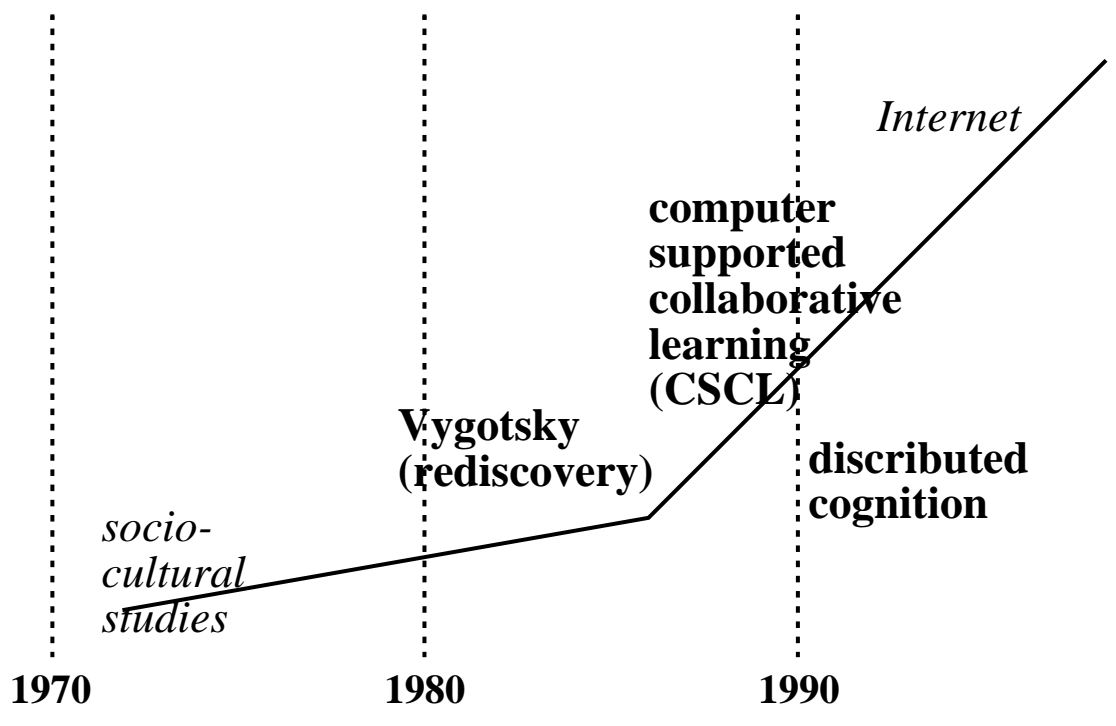 Internet
computer
supported
collaborative
learning
(CSCL)
Vygotsky
(rediscovery)
discributed
cognition
socio-
cultural
studies
1970
1980
1990